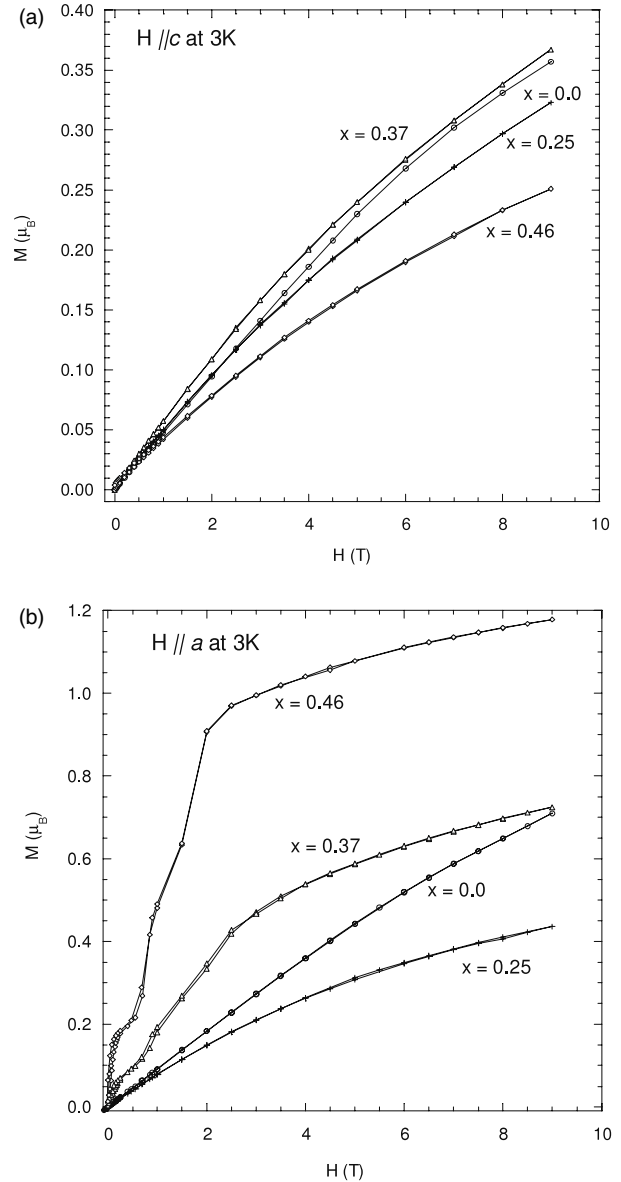 (a)
H //c at 3K
0.40
0.35
0.30
0.25
0.20
0.15
0.10
0.05
0.00
M (μB)
x = 0.37
x = 0.0
x = 0.25
x = 0.46
0 2 4 6 8 10
H (T)
(b)
H // a at 3K
1.2
1.0
0.8
0.6
0.4
0.2
0.0
M (μB)
x = 0.46
x = 0.37
x = 0.0
x = 0.25
0 2 4 6 8 10
H (T)